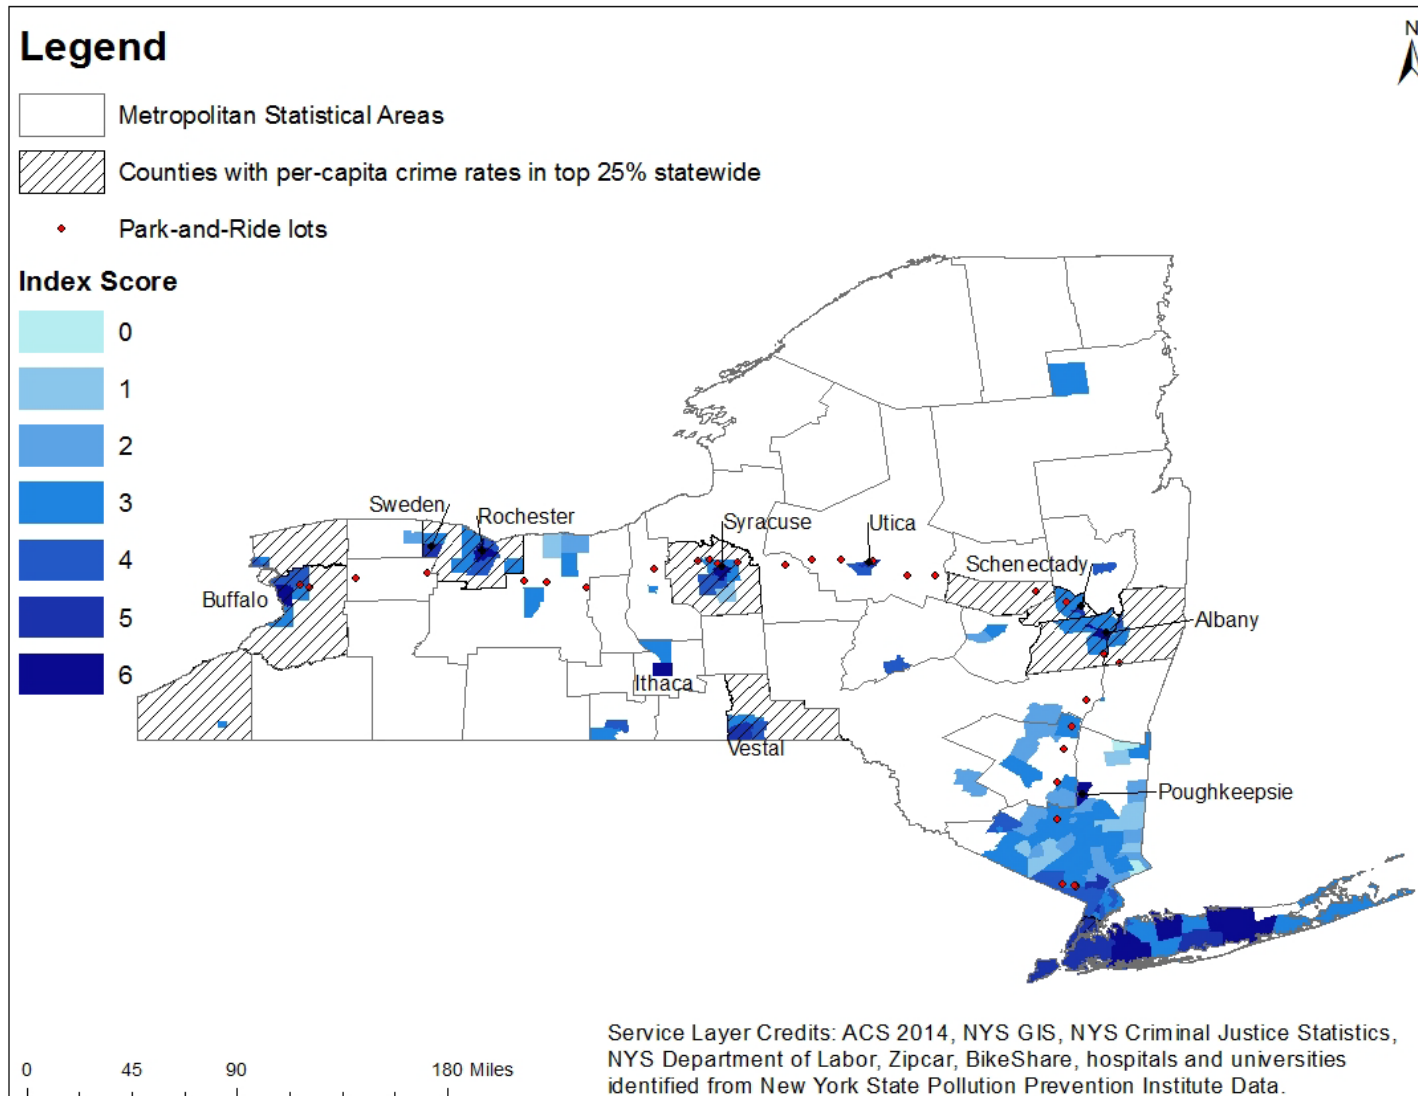 Legend
N
Metropolitan Statistical Areas
Counties with per-capita crime rates in top 25% statewide
Park-and-Ride lots
Index Score
0
1
2
3
4
5
6
Sweden
Rochester
Syracuse
Utica
Schenectady
Buffalo
Albany
Ithaca
Vestal
Poughkeepsie
Service Layer Credits: ACS 2014, NYS GIS, NYS Criminal Justice Statistics,
NYS Department of Labor, Zipcar, BikeShare, hospitals and universities
identified from New York State Pollution Prevention Institute Data.
0 45 90 180 Miles